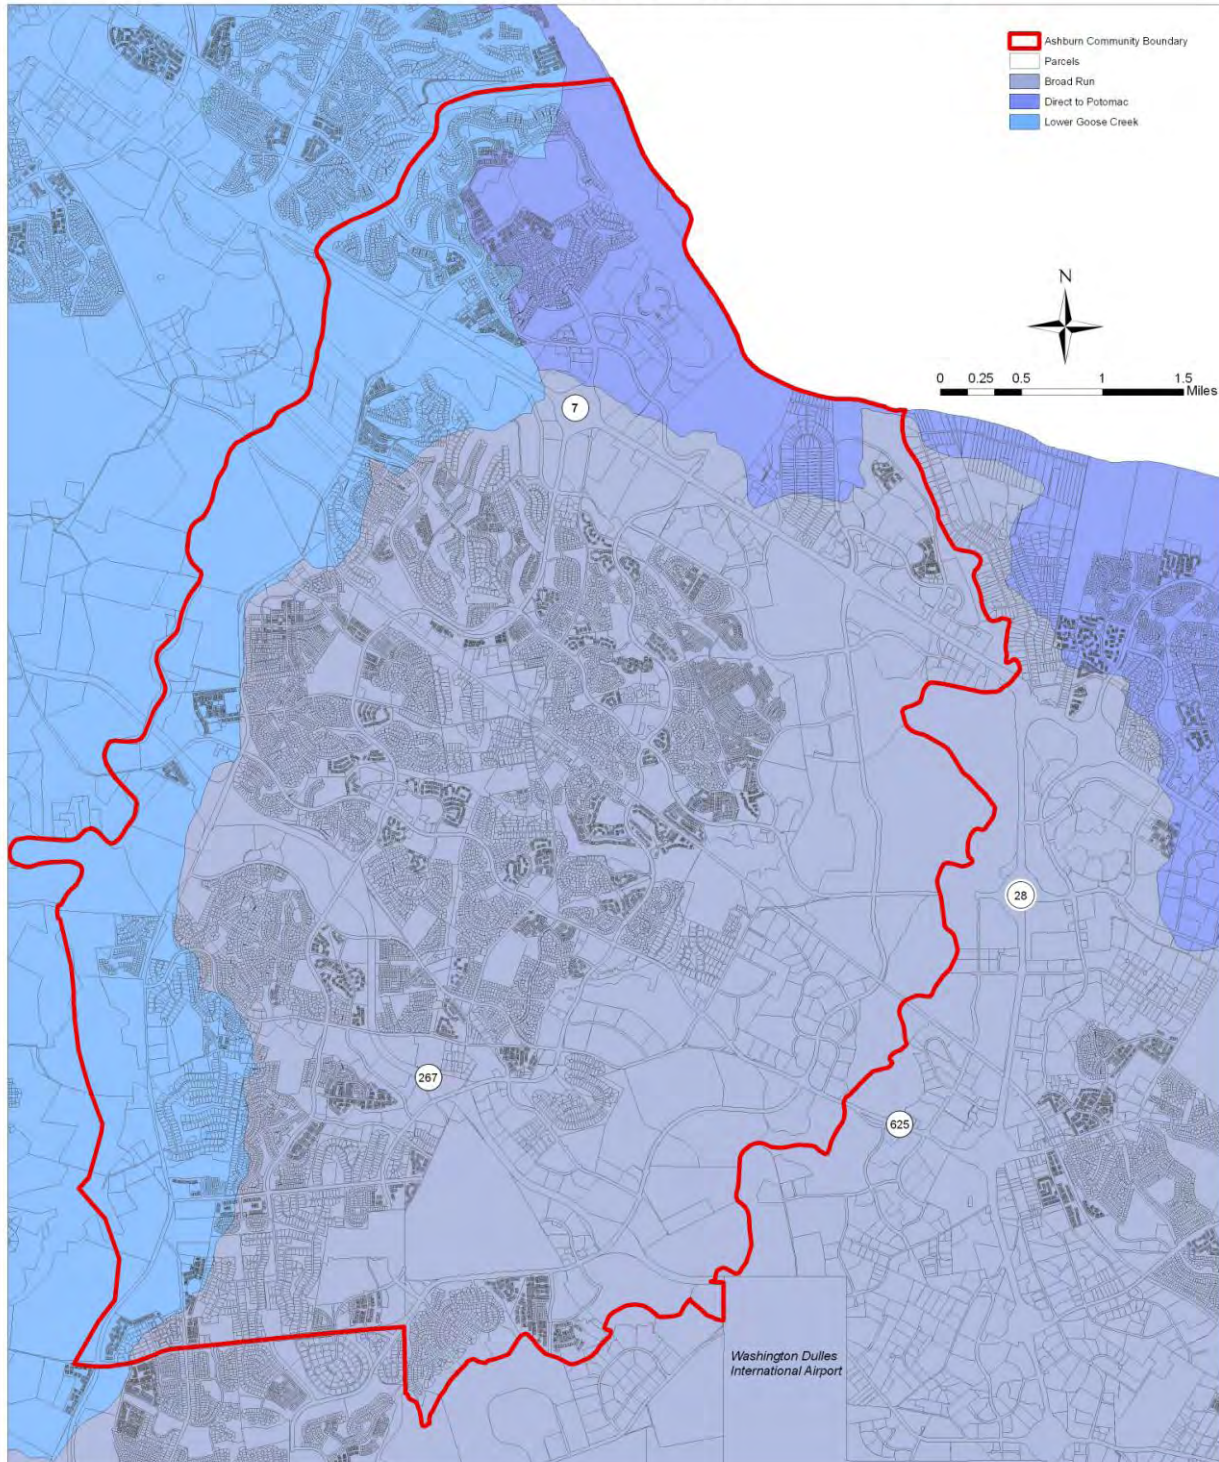 Ashburn Community Boundary
Parcels
Broad Run
Direct to Potomac
Lower Goose Creek
N
0 0.25 0.5 1 1.5
Miles
7
28
267
625
Washington Dulles
International Airport